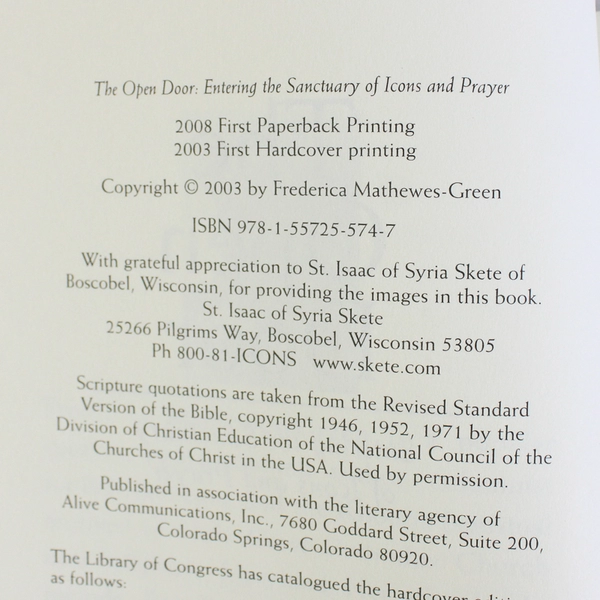 The Open Door: Entering the Sanctuary of Icons and Prayer
2008 First Paperback Printing
2003 First Hardcover printing
Copyright © 2003 by Frederica Mathewes-Green
ISBN 978-1-55725-574-7
With grateful appreciation to St. Isaac of Syria Skete of
Boscobel, Wisconsin, for providing the images in this book.
St. Isaac of Syria Skete
25266 Pilgrims Way, Boscobel, Wisconsin 53805
Ph 800-81-ICONS www.skete.com
Scripture quotations are taken from the Revised Standard
Version of the Bible, copyright 1946, 1952, 1971 by the
Division of Christian Education of the National Council of the
Churches of Christ in the USA. Used by permission.
Published in association with the literary agency of
Alive Communications, Inc., 7680 Goddard Street, Suite 200,
Colorado Springs, Colorado 80920.
The Library of Congress has catalogued the hardcover
as follows: